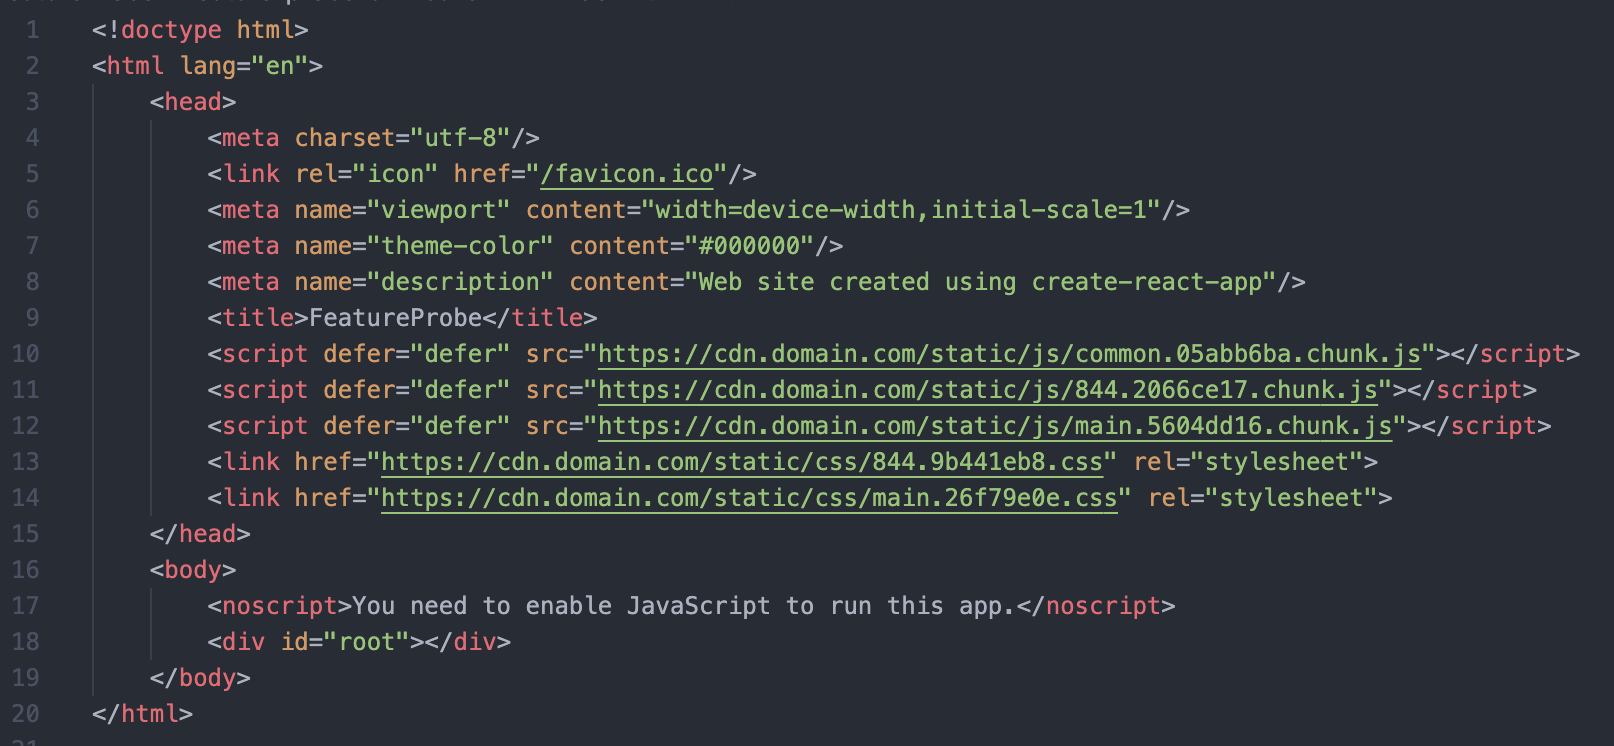 1 <!doctype html>
2 <html lang="en">
3 <head>
4 <meta charset="utf-8"/>
5 <link rel="icon" href="/favicon.ico"/>
6 <meta name="viewport" content="width=device-width,initial-scale=1"/>
7 <meta name="theme-color" content="#000000"/>
8 <meta name="description" content="Web site created using create-react-app"/>
9 <title>FeatureProbe</title>
10 <script defer="defer" src="https://cdn.domain.com/static/js/common.05abb6ba.chunk.js"></script>
11 <script defer="defer" src="https://cdn.domain.com/static/js/844.2066ce17.chunk.js"></script>
12 <script defer="defer" src="https://cdn.domain.com/static/js/main.5604dd16.chunk.js"></script>
13 <link href="https://cdn.domain.com/static/css/844.9b441eb8.css" rel="stylesheet">
14 <link href="https://cdn.domain.com/static/css/main.26f79e0e.css" rel="stylesheet">
15 </head>
16 <body>
17 <noscript>You need to enable JavaScript to run this app.</noscript>
18 <div id="root"></div>
19 </body>
20 </html>